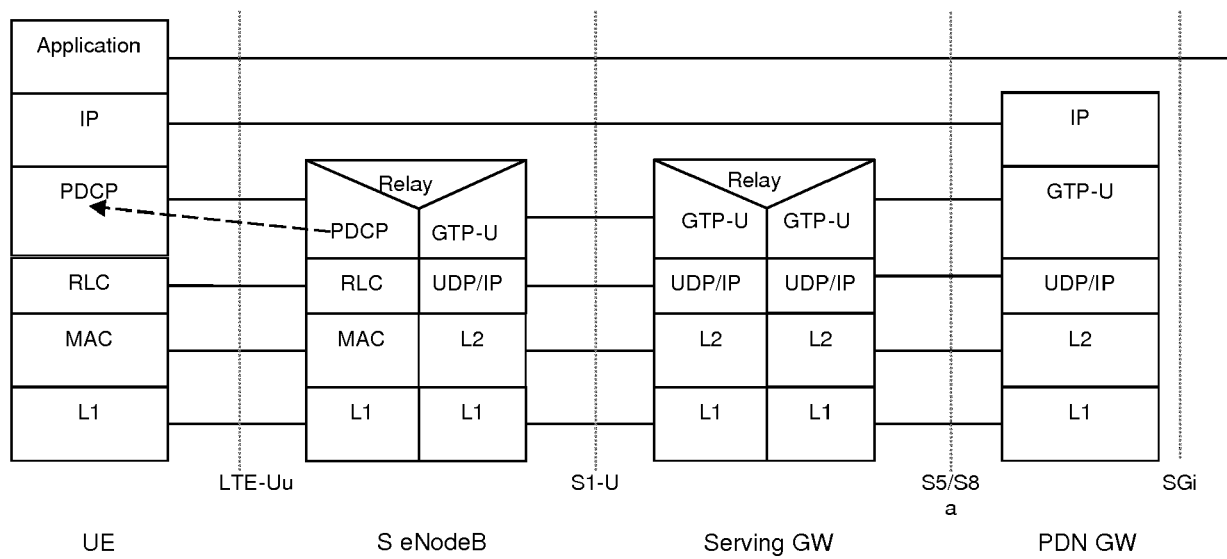 Application
IP
IP
PDCP
Relay
Relay
GTP-U
PDCP
GTP-U
GTP-U
GTP-U
RLC
RLC
UDP/IP
UDP/IP
UDP/IP
UDP/IP
MAC
MAC
L2
L2
L2
L2
L1
L1
L1
L1
L1
L1
LTE-Uu
S1-U
S5/S8
a
SGi
UE
S eNodeB
Serving GW
PDN GW